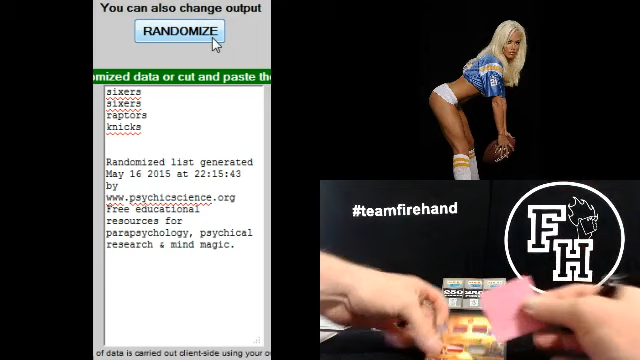 You can also change output
RANDOMIZE
omized data or cut and paste the
sixers
sixers
raptors
knicks
Randomized list generated
May 16 2015 at 22:15:43
by
www.psychicscience.org
free educational
resources for
parapsychology, psychical
research & mind magic.
of data is carried out client-side using your o
#teamfirehand
F
H
250